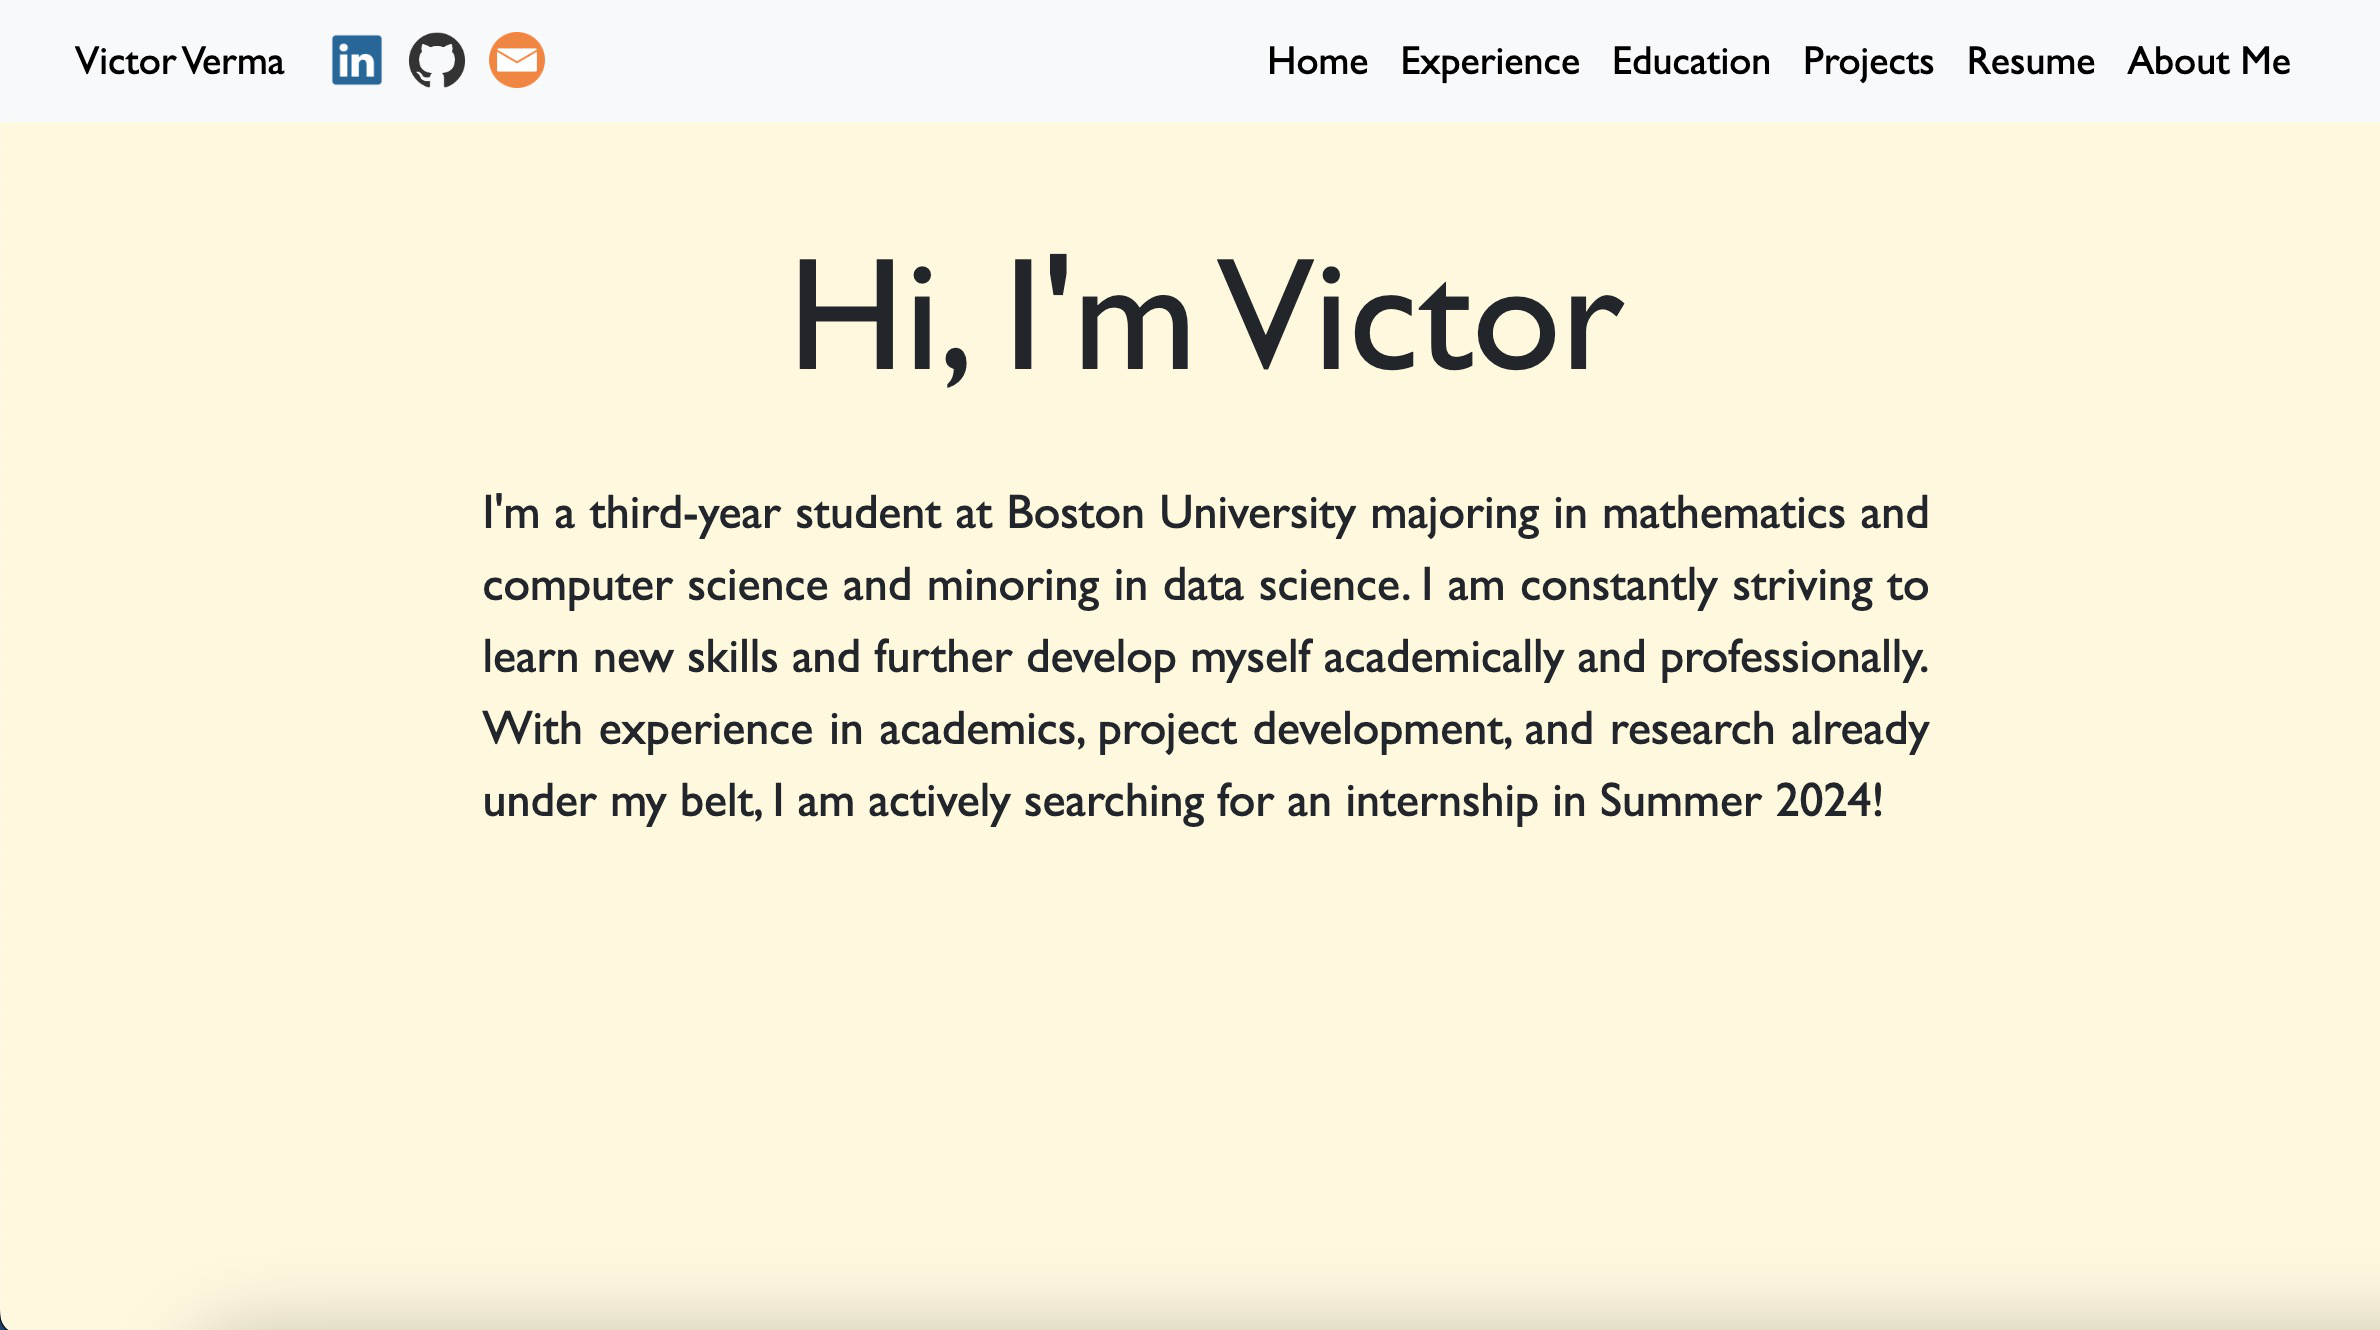 Victor Verma in Home Experience Education Projects Resume About Me
Hi, I'm Victor
I'm a third-year student at Boston University majoring in mathematics and
computer science and minoring in data science. I am constantly striving to
learn new skills and further develop myself academically and professionally.
With experience in academics, project development, and research already
under my belt, I am actively searching for an internship in Summer 2024!